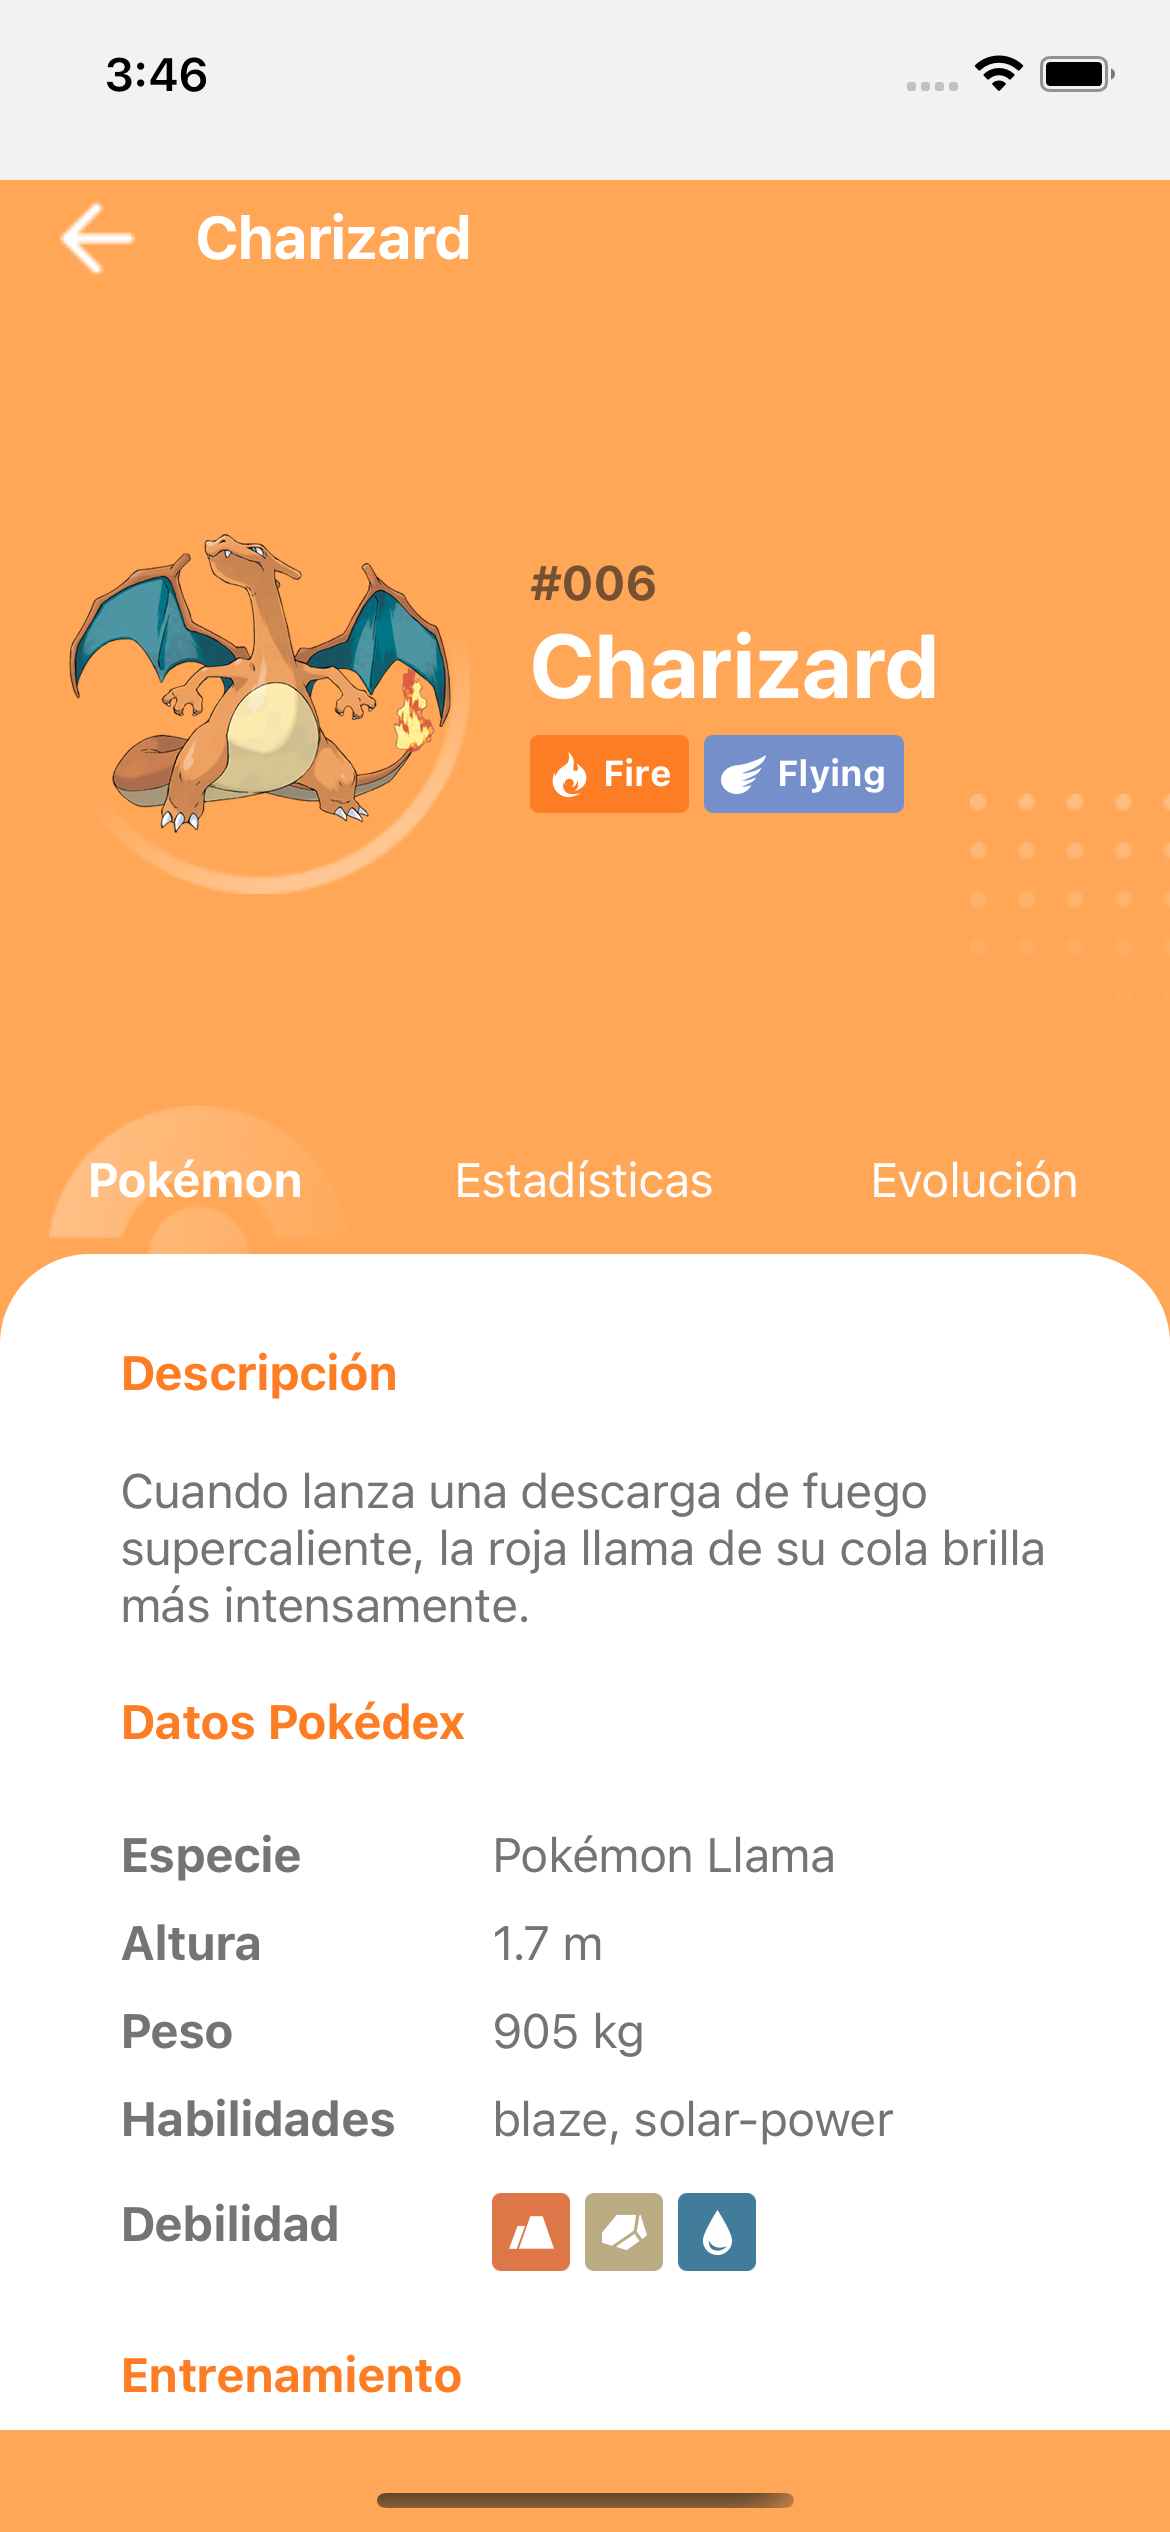 3:46
Charizard
#006
Charizard
Fire
Flying
Pokémon
Estadísticas
Evolución
Descripción
Cuando lanza una descarga de fuego
supercaliente, la roja llama de su cola brilla
más intensamente.
Datos Pokédex
Especie
Pokémon Llama
Altura
1.7 m
Peso
905 kg
Habilidades
blaze, solar-power
Debilidad
Entrenamiento